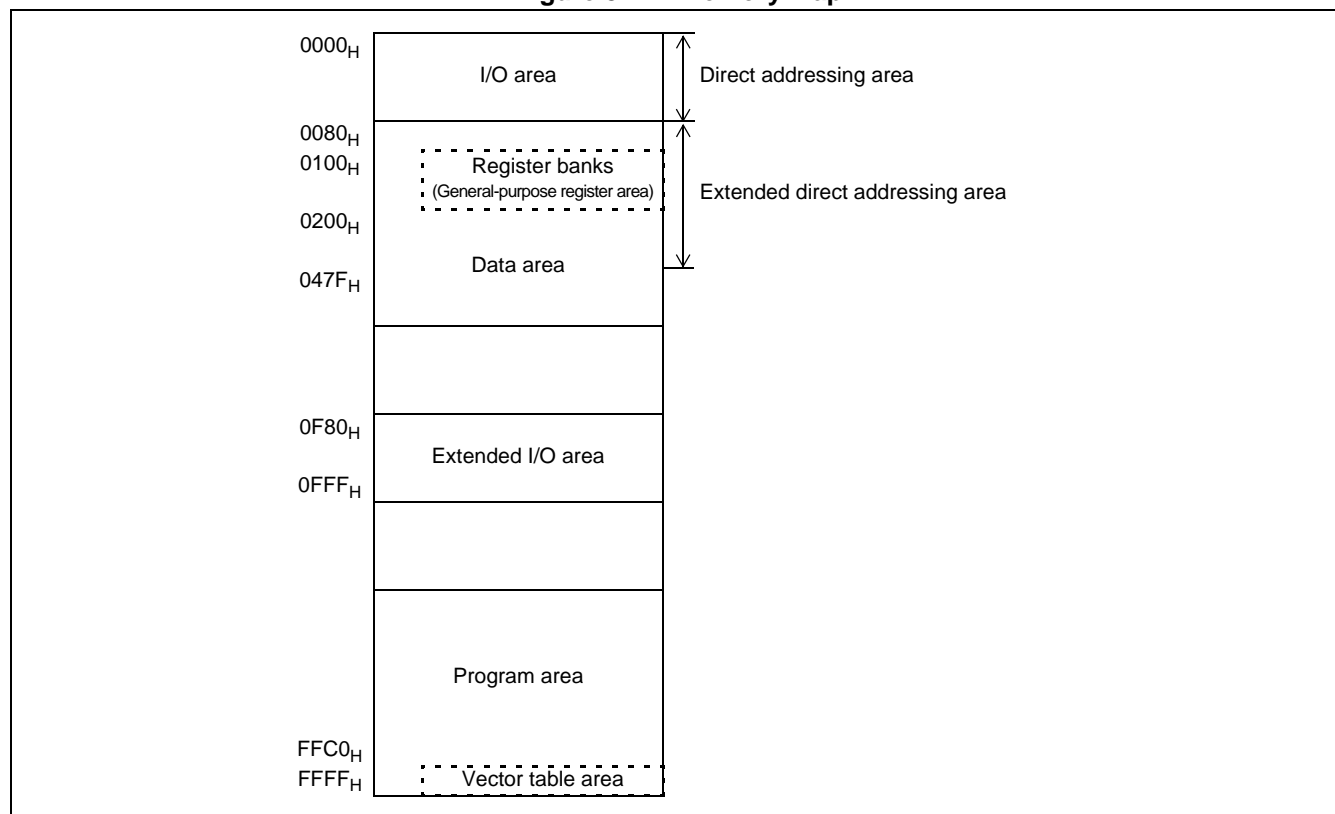 0000H
I/O area
Direct addressing area
0080H
0100H
Register banks
(General-purpose register area)
Extended direct addressing area
0200H
Data area
047FH
0F80H
Extended I/O area
0FFFH
Program area
FFC0H
FFFFH
Vector table area